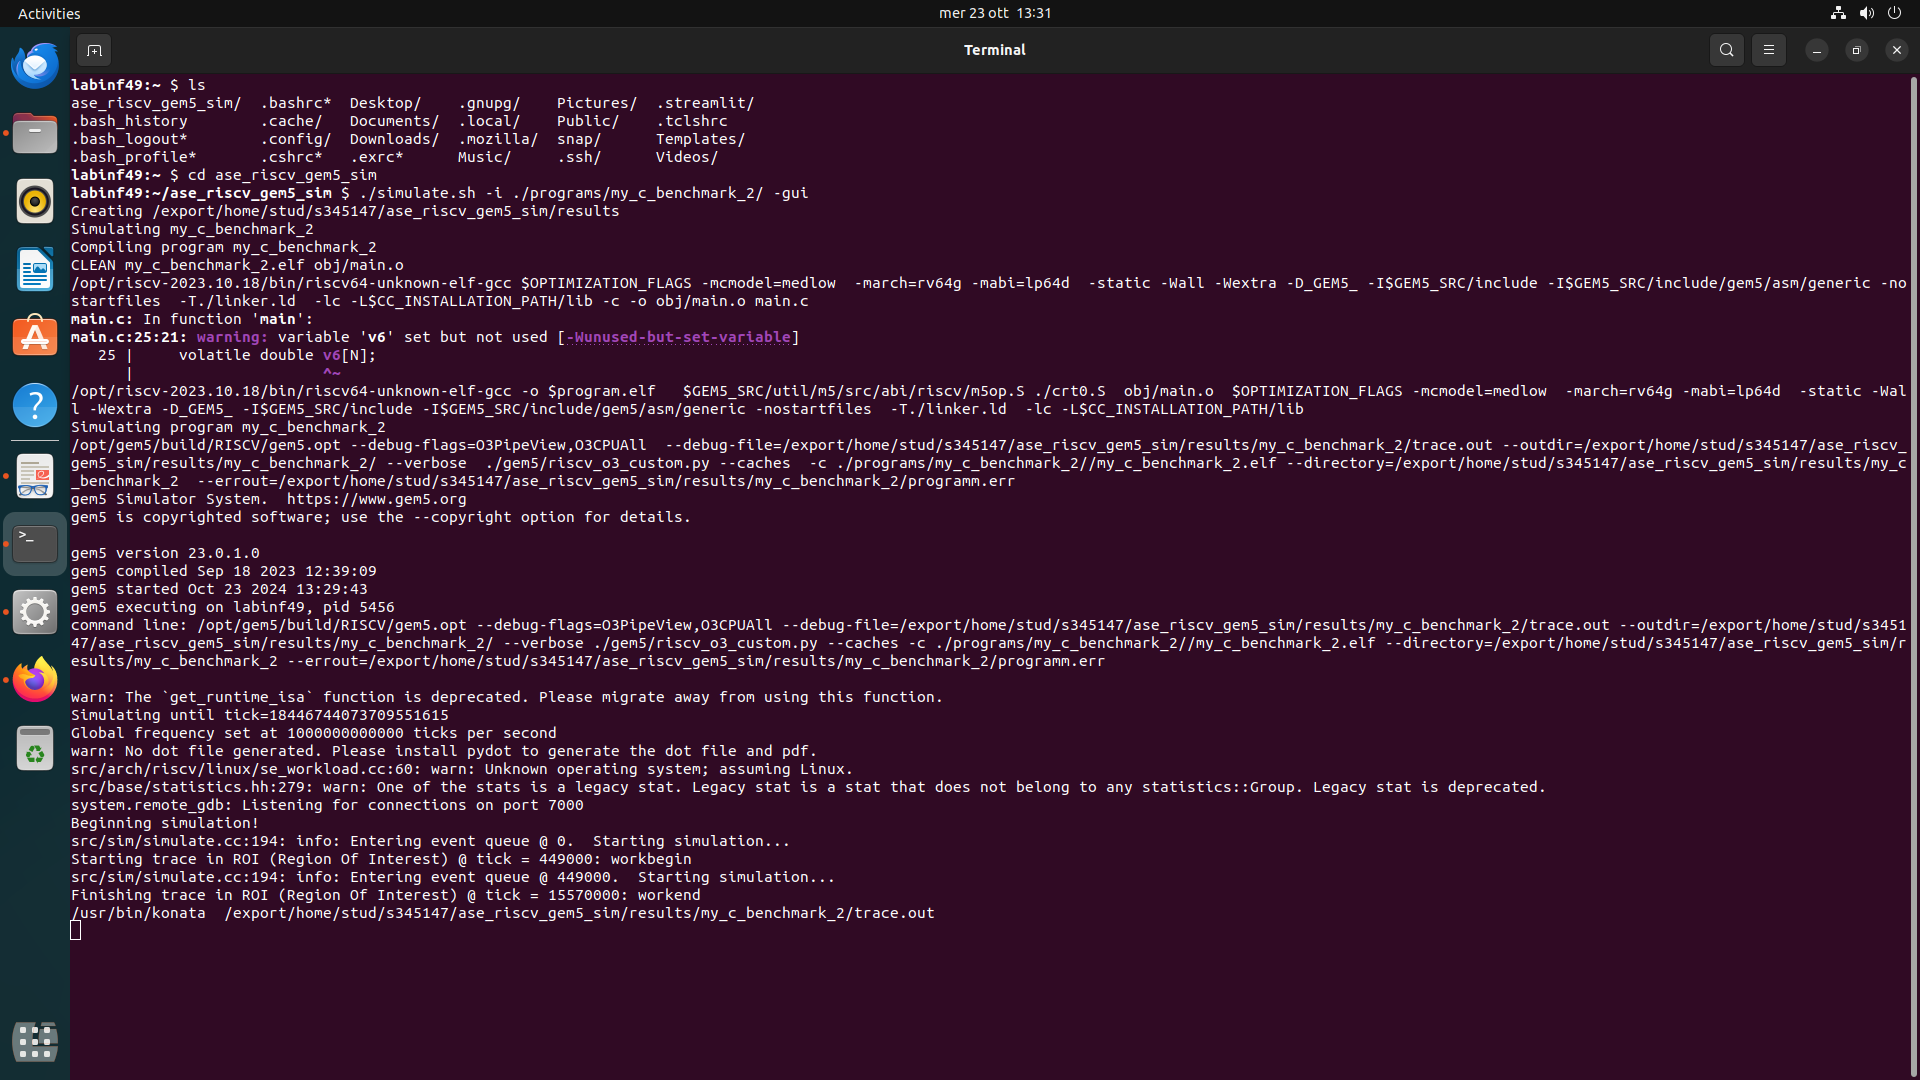 Activities
mer 23 ott 13:31
Terminal
labinf49:~ $ ls
ase_riscv_gem5_sim/  .bashrc*  Desktop/    .gnupg/    Pictures/  .streamlit/
.bash_history        .cache/   Documents/  .local/    Public/    .tclshrc
.bash_logout*        .config/  Downloads/  .mozilla/  snap/      Templates/
.bash_profile*       .cshrc*   .exrc*      Music/     .ssh/      Videos/
labinf49:~ $ cd ase_riscv_gem5_sim
labinf49:~/ase_riscv_gem5_sim $ ./simulate.sh -i ./programs/my_c_benchmark_2/ -gui
Creating /export/home/stud/s345147/ase_riscv_gem5_sim/results
Simulating my_c_benchmark_2
Compiling program my_c_benchmark_2
CLEAN my_c_benchmark_2.elf obj/main.o
/opt/riscv-2023.10.18/bin/riscv64-unknown-elf-gcc $OPTIMIZATION_FLAGS -mcmodel=medlow  -march=rv64g -mabi=lp64d  -static -Wall -Wextra -D_GEM5_ -I$GEM5_SRC/include -I$GEM5_SRC/include/gem5/asm/generic -no
startfiles  -T./linker.ld  -lc -L$CC_INSTALLATION_PATH/lib -c -o obj/main.o main.c
main.c: In function 'main':
main.c:25:21: warning: variable 'v6' set but not used [-Wunused-but-set-variable]
   25 |     volatile double v6[N];
      |                     ^~
/opt/riscv-2023.10.18/bin/riscv64-unknown-elf-gcc -o $program.elf   $GEM5_SRC/util/m5/src/abi/riscv/m5op.S ./crt0.S  obj/main.o  $OPTIMIZATION_FLAGS -mcmodel=medlow  -march=rv64g -mabi=lp64d  -static -Wal
l -Wextra -D_GEM5_ -I$GEM5_SRC/include -I$GEM5_SRC/include/gem5/asm/generic -nostartfiles  -T./linker.ld  -lc -L$CC_INSTALLATION_PATH/lib
Simulating program my_c_benchmark_2
/opt/gem5/build/RISCV/gem5.opt --debug-flags=O3PipeView,O3CPUAll  --debug-file=/export/home/stud/s345147/ase_riscv_gem5_sim/results/my_c_benchmark_2/trace.out --outdir=/export/home/stud/s345147/ase_riscv_
gem5_sim/results/my_c_benchmark_2/ --verbose  ./gem5/riscv_o3_custom.py --caches  -c ./programs/my_c_benchmark_2//my_c_benchmark_2.elf --directory=/export/home/stud/s345147/ase_riscv_gem5_sim/results/my_c
_benchmark_2  --errout=/export/home/stud/s345147/ase_riscv_gem5_sim/results/my_c_benchmark_2/programm.err
gem5 Simulator System.  https://www.gem5.org
gem5 is copyrighted software; use the --copyright option for details.
gem5 version 23.0.1.0
gem5 compiled Sep 18 2023 12:39:09
gem5 started Oct 23 2024 13:29:43
gem5 executing on labinf49, pid 5456
command line: /opt/gem5/build/RISCV/gem5.opt --debug-flags=O3PipeView,O3CPUAll --debug-file=/export/home/stud/s345147/ase_riscv_gem5_sim/results/my_c_benchmark_2/trace.out --outdir=/export/home/stud/s3451
47/ase_riscv_gem5_sim/results/my_c_benchmark_2/ --verbose ./gem5/riscv_o3_custom.py --caches -c ./programs/my_c_benchmark_2//my_c_benchmark_2.elf --directory=/export/home/stud/s345147/ase_riscv_gem5_sim/r
esults/my_c_benchmark_2 --errout=/export/home/stud/s345147/ase_riscv_gem5_sim/results/my_c_benchmark_2/programm.err
warn: The `get_runtime_isa` function is deprecated. Please migrate away from using this function.
Simulating until tick=18446744073709551615
Global frequency set at 1000000000000 ticks per second
warn: No dot file generated. Please install pydot to generate the dot file and pdf.
src/arch/riscv/linux/se_workload.cc:60: warn: Unknown operating system; assuming Linux.
src/base/statistics.hh:279: warn: One of the stats is a legacy stat. Legacy stat is a stat that does not belong to any statistics::Group. Legacy stat is deprecated.
system.remote_gdb: Listening for connections on port 7000
Beginning simulation!
src/sim/simulate.cc:194: info: Entering event queue @ 0.  Starting simulation...
Starting trace in ROI (Region Of Interest) @ tick = 449000: workbegin
src/sim/simulate.cc:194: info: Entering event queue @ 449000.  Starting simulation...
Finishing trace in ROI (Region Of Interest) @ tick = 15570000: workend
/usr/bin/konata  /export/home/stud/s345147/ase_riscv_gem5_sim/results/my_c_benchmark_2/trace.out